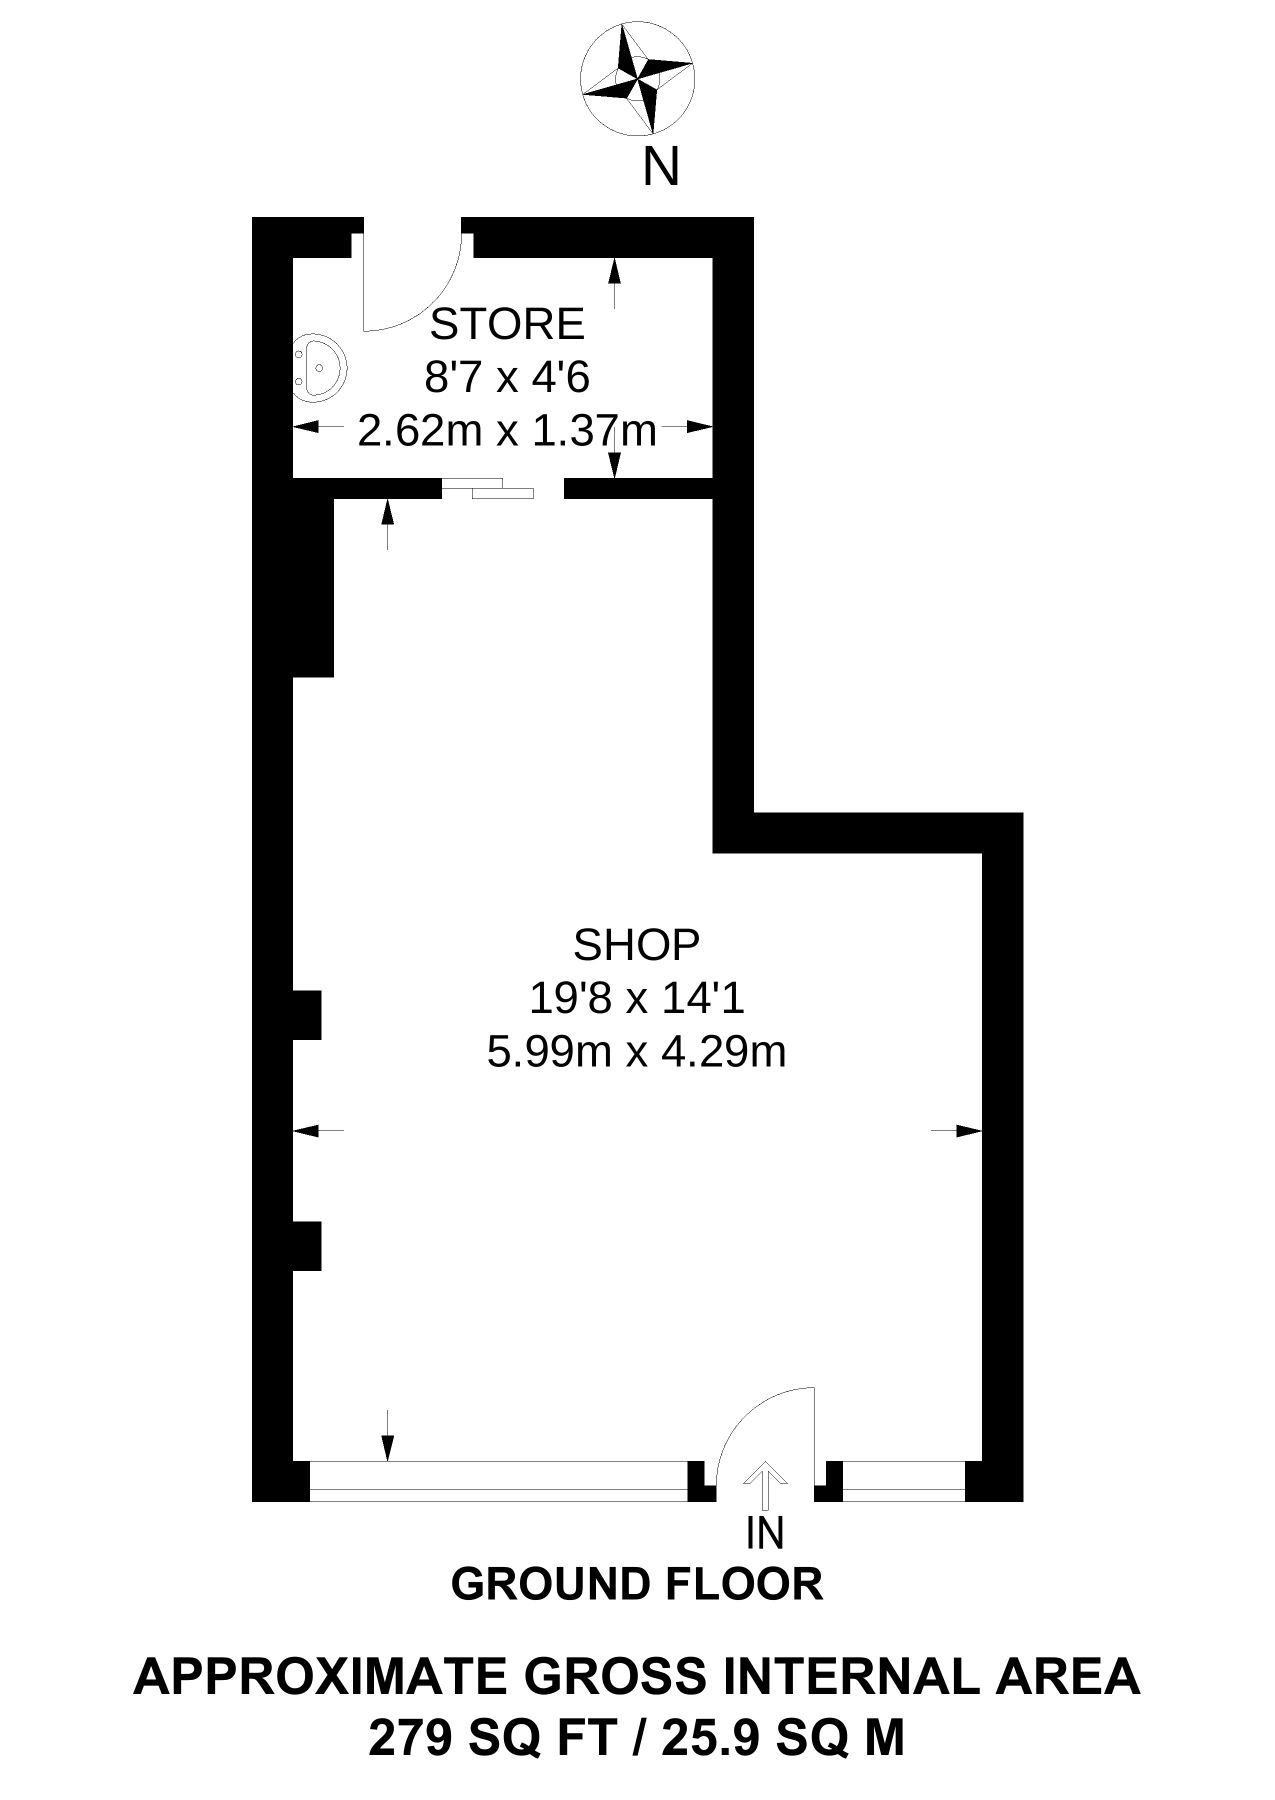 N
STORE
8'7 x 4'6
2.62m x 1.37m
SHOP
19'8 x 14'1
5.99m x 4.29m
IN
GROUND FLOOR
APPROXIMATE GROSS INTERNAL AREA
279 SQ FT / 25.9 SQ M